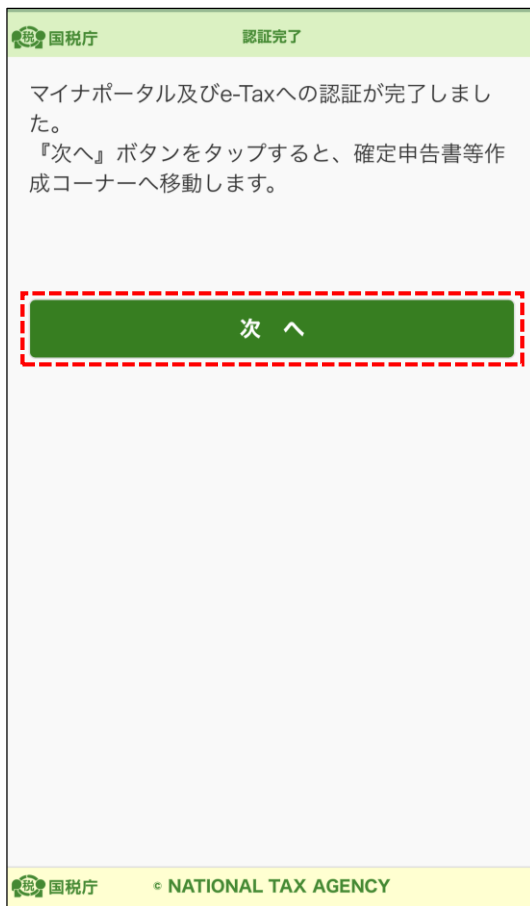 税 国税庁 認証完了
マイナポータル及びe-Taxへの認証が完了しまし
た。
『次へ』ボタンをタップすると、確定申告書等作
成コーナーへ移動します。
次 へ
税 国税庁 © NATIONAL TAX AGENCY